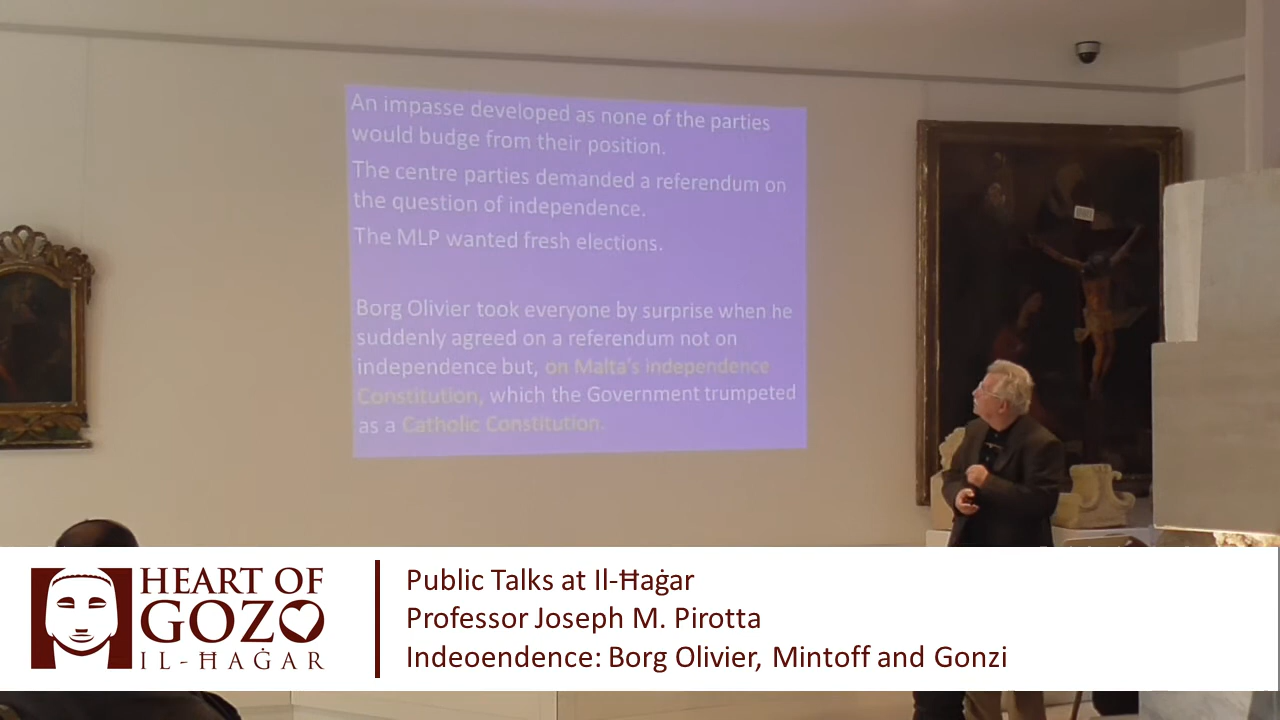 An impasse developed as none of the parties
would budge from their position.
The centre parties demanded a referendum on
the question of independence.
The MLP wanted fresh elections.
Borg Olivier took everyone by surprise when he
suddenly agreed on a referendum not on
independence but, on Malta's independence
Constitution, which the Government trumpeted
as a Catholic Constitution.
HEART OF
GOZO
IL-ĦAĠAR
Public Talks at Il-Ħaġar
Professor Joseph M. Pirotta
Indeoendence: Borg Olivier, Mintoff and Gonzi